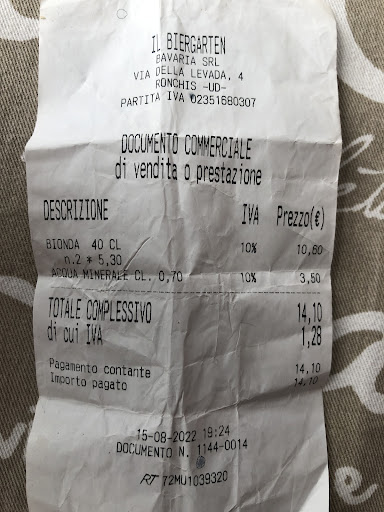 IL BIERGARTEN
BAVARIA SRL
VIA DELLA LEVADA, 4
RONCHIS -UD-
PARTITA IVA 02351680307
DOCUMENTO COMMERCIALE
di vendita o prestazione
DESCRIZIONE IVA Prezzo(€)
BIONDA 40 CL 10% 10,60
n.2 * 5,30
ACQUA MINERALE CL. 0,70 10% 3,50
TOTALE COMPLESSIVO 14,10
di cui IVA 1,28
Pagamento contante 14,10
Importo pagato 14,10
15-08-2022 19:24
DOCUMENTO N. 1144-0014
RT 72MU1039320